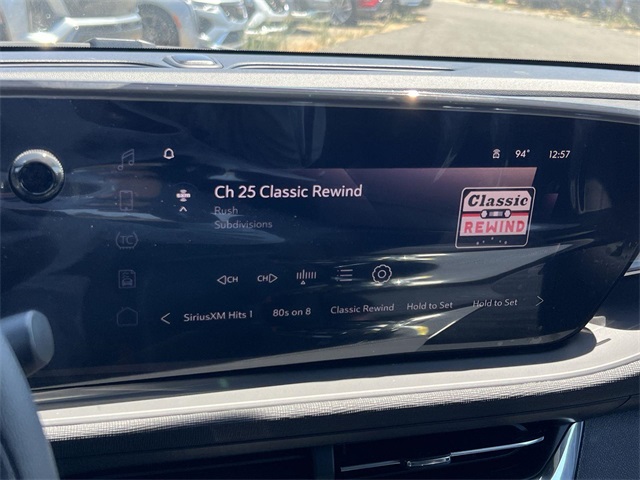 94° 12:57
Ch 25 Classic Rewind
Rush
Subdivisions
Classic
REWIND
TC
CH CH
SiriusXM Hits 1 80s on 8 Classic Rewind Hold to Set Hold to Set